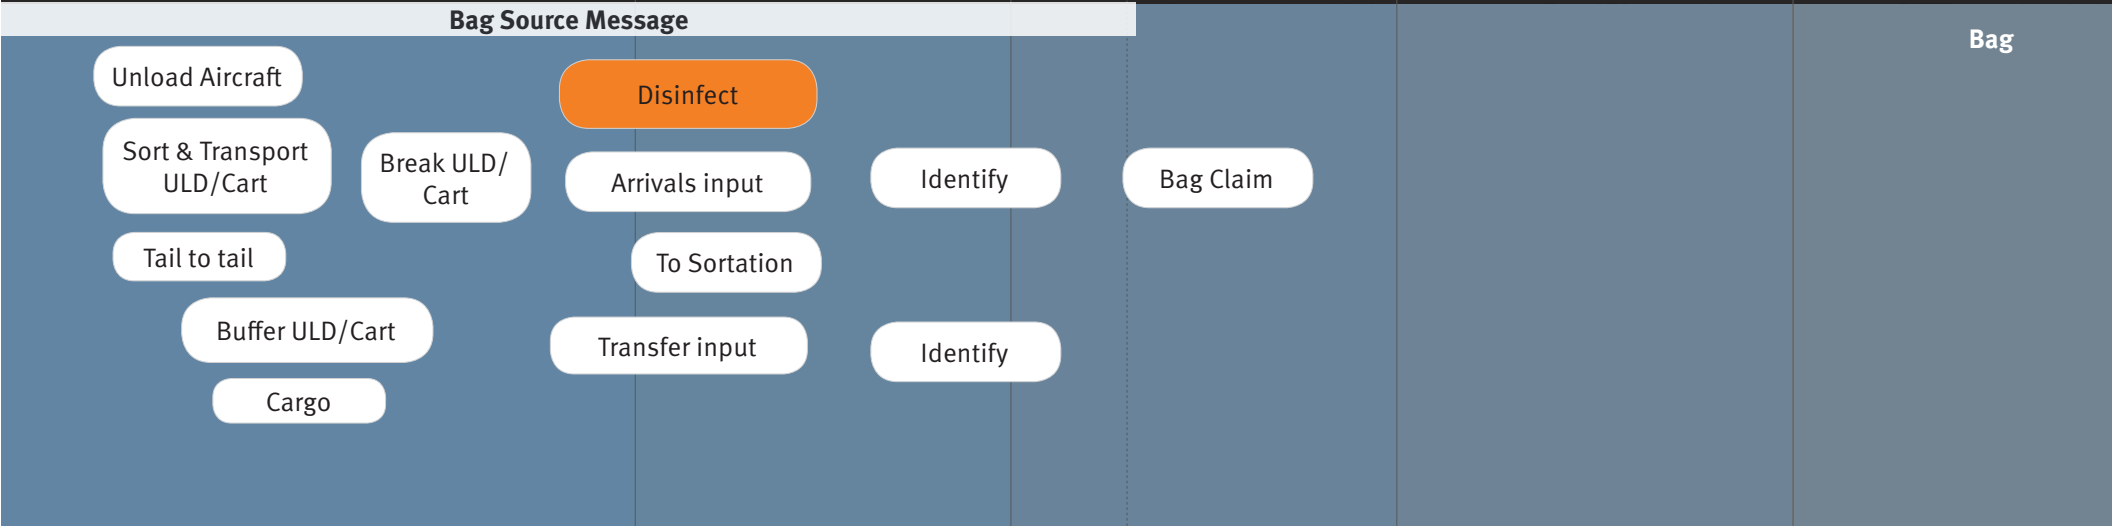 Bag Source Message
Bag
Unload Aircraft
Disinfect
Sort & Transport
ULD/Cart
Break ULD/
Cart
Arrivals input
Identify
Bag Claim
Tail to tail
To Sortation
Buffer ULD/Cart
Transfer input
Identify
Cargo